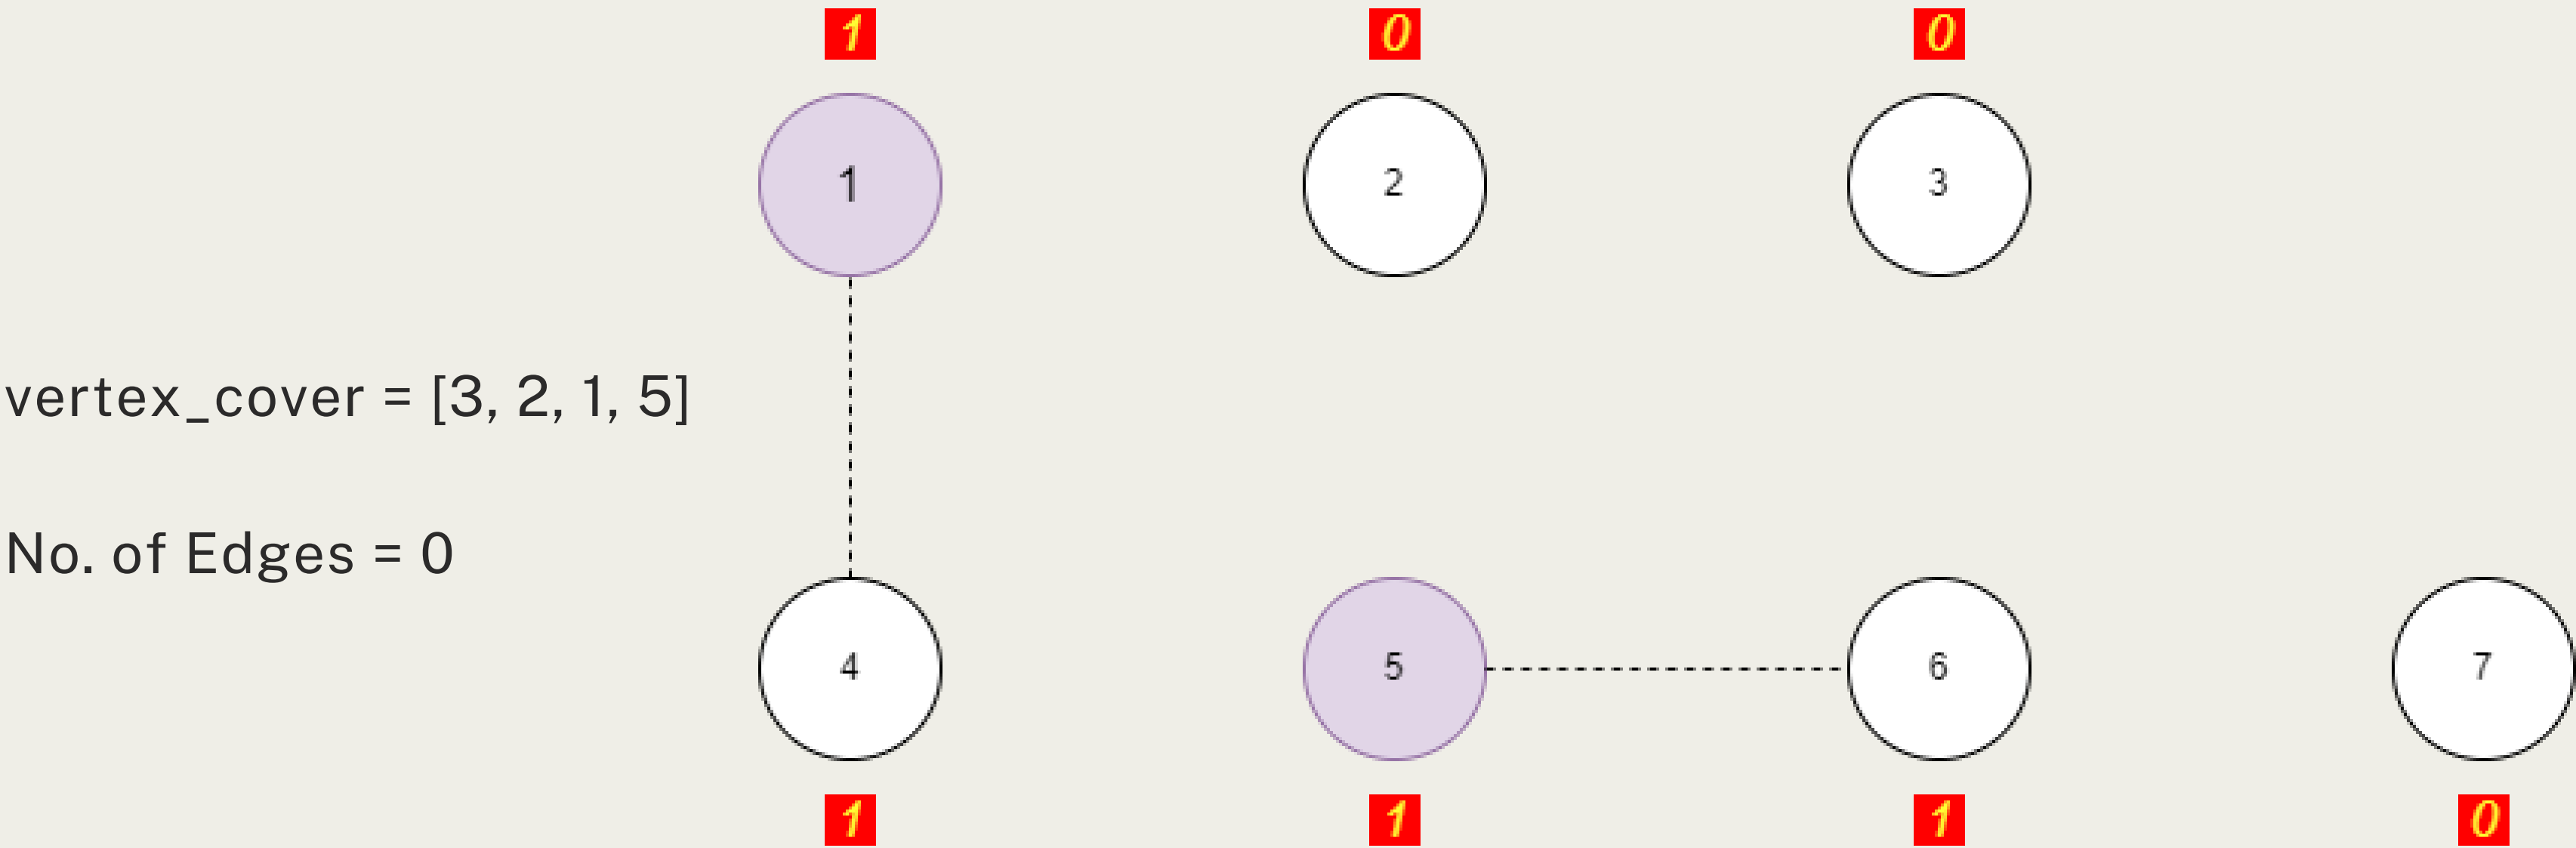 1 0 0
1 2 3
vertex_cover = [3, 2, 1, 5]
No. of Edges = 0
4 5 6 7
1 1 1 0